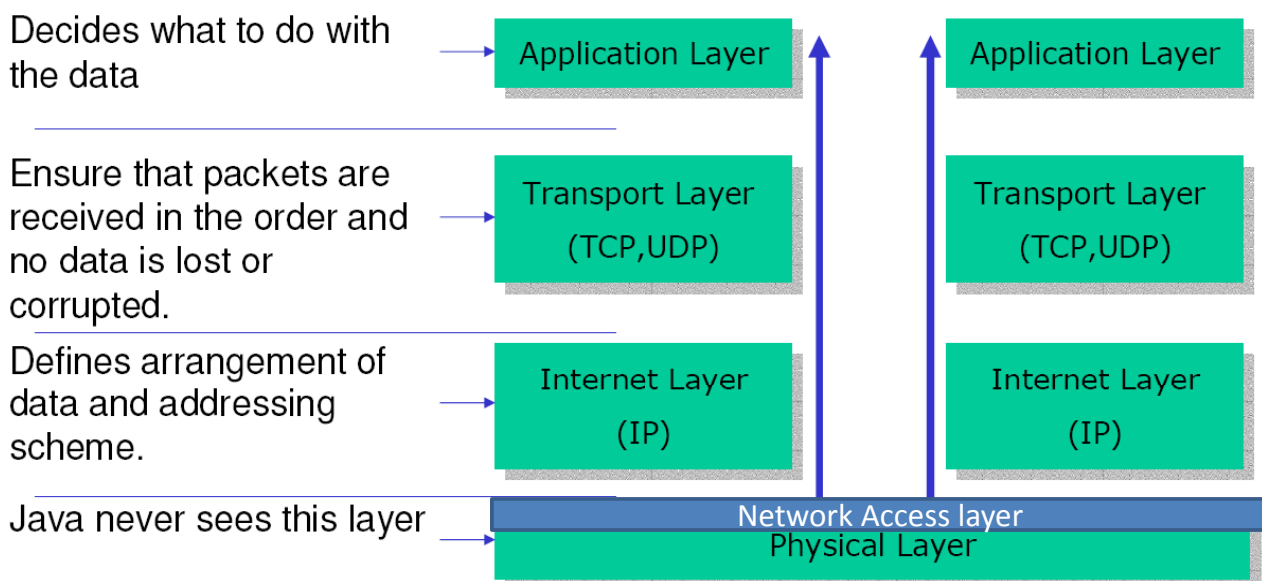 Decides what to do with
the data
Application Layer
Application Layer
Ensure that packets are
received in the order and
no data is lost or
corrupted.
Transport Layer
(TCP,UDP)
Transport Layer
(TCP,UDP)
Defines arrangement of
data and addressing
scheme.
Internet Layer
(IP)
Internet Layer
(IP)
Java never sees this layer
Network Access layer
Physical Layer